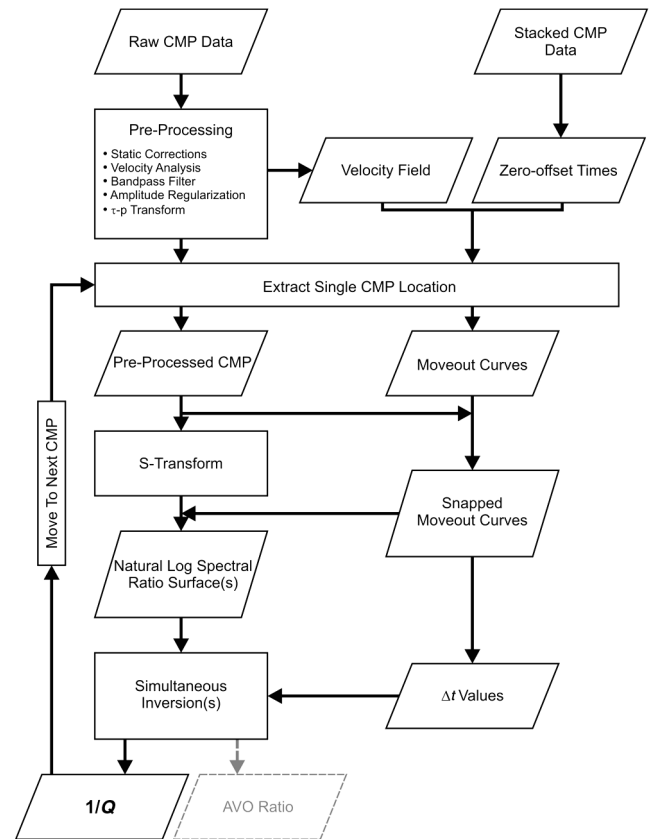 Raw CMP Data
Stacked CMP
Data
Pre-Processing
• Static Corrections
• Velocity Analysis
• Bandpass Filter
• Amplitude Regularization
• τ-p Transform
Velocity Field
Zero-offset Times
Extract Single CMP Location
Pre-Processed CMP
Moveout Curves
Move To Next CMP
S-Transform
Snapped
Moveout Curves
Natural Log Spectral
Ratio Surface(s)
Simultaneous
Inversion(s)
Δt Values
1/Q
AVO Ratio